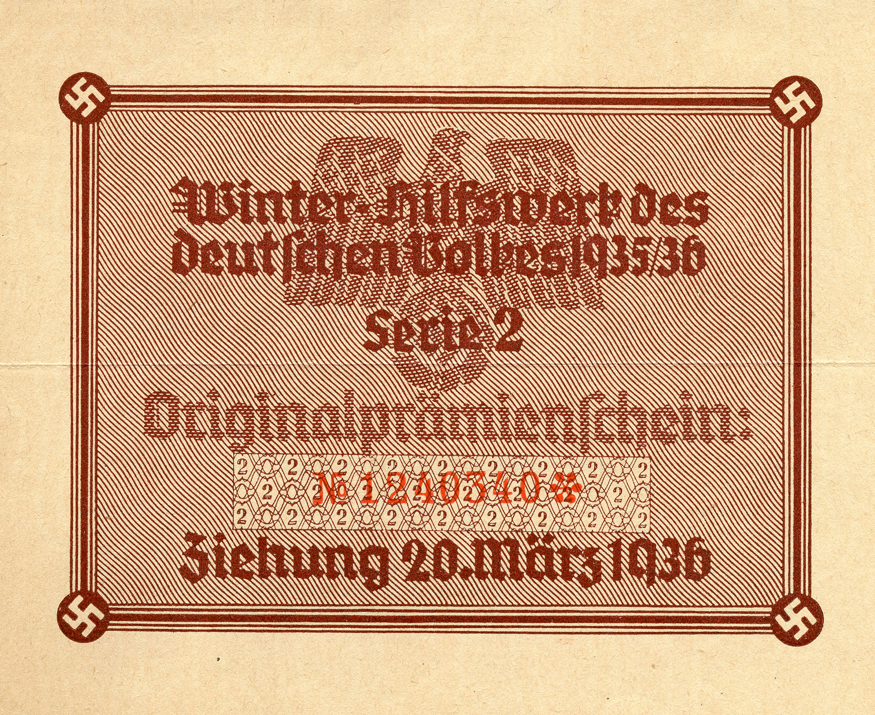 Winter-Hilfswerk des
deutschen Volkes 1935/36
Serie 2
Originalprämienschein:
№ 1240340 ✻
Ziehung 20. März 1936